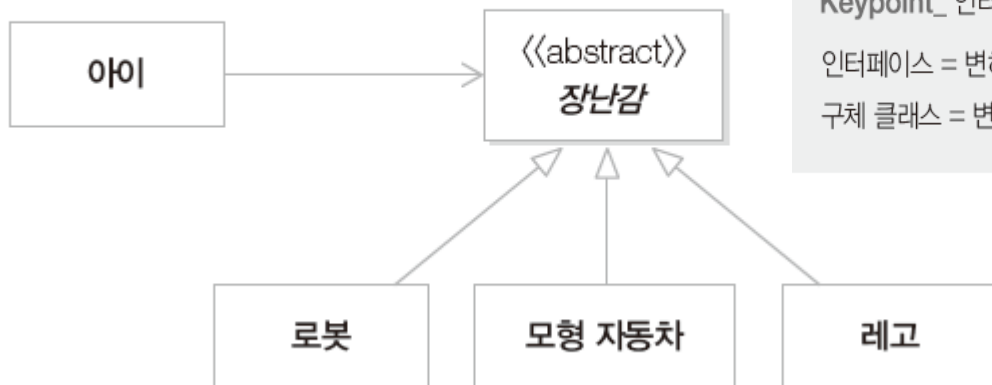 아이
《abstract》
장난감
Keypoint_
인터페이스 = 
구체 클래스 =
로봇
모형 자동차
레고